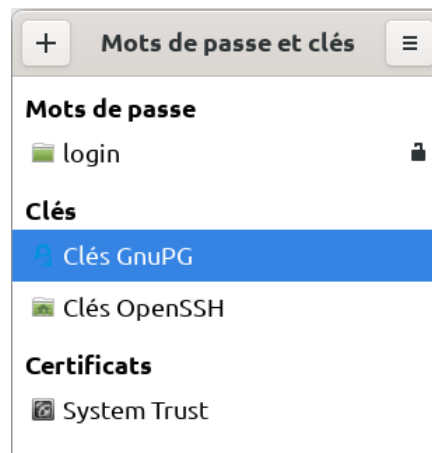 Mots de passe et clés
Mots de passe
login
Clés
Clés GnuPG
Clés OpenSSH
Certificats
System Trust